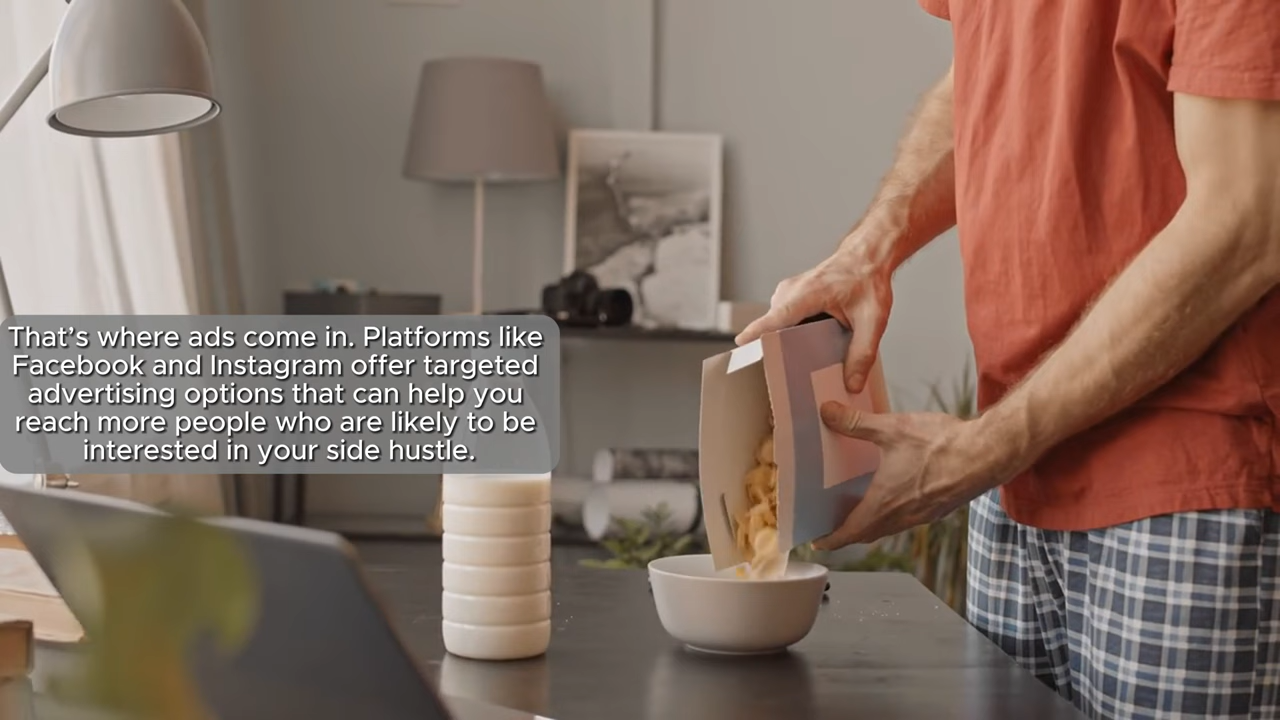 That’s where ads come in. Platforms like
Facebook and Instagram offer targeted
advertising options that can help you
reach more people who are likely to be
interested in your side hustle.